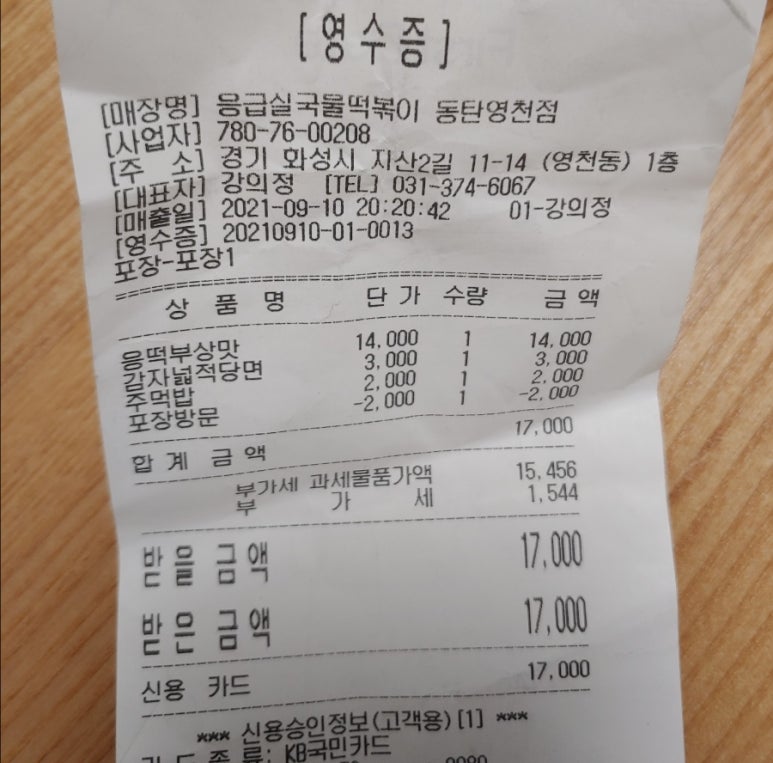 [영수증]
[매장명] 응급실국물떡볶이 동탄영천점
[사업자] 780-76-00208
[주 소] 경기 화성시 지산2길 11-14 (영천동) 1층
[대표자] 강의정 [TEL] 031-374-6067
[매출일] 2021-09-10 20:20:42 01-강의정
[영수증] 20210910-01-0013
포장-포장1
상 품 명 단 가 수량 금 액
응떡부상맛 14,000 1 14,000
감자넓적당면 3,000 1 3,000
주먹밥 2,000 1 2,000
포장방문 -2,000 1 -2,000
합 계 금 액 17,000
부가세 과세물품가액 15,456
부 가 세 1,544
받 을 금 액 17,000
받 은 금 액 17,000
신용 카드 17,000
*** 신용승인정보(고객용) [1] ***
카 드 종 류: KB국민카드